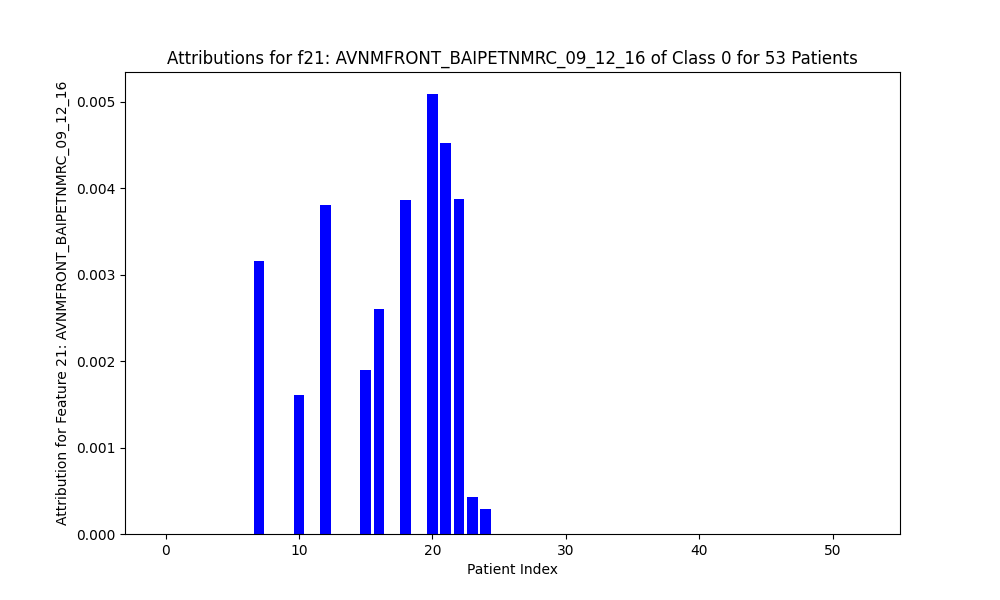 Attributions for f21: AVNMFRONT_BAIPETNMRC_09_12_16 of Class 0 for 53 Patients
Attribution for Feature 21: AVNMFRONT_BAIPETNMRC_09_12_16
0.005
0.004
0.003
0.002
0.001
0.000
0 10 20 30 40 50
Patient Index